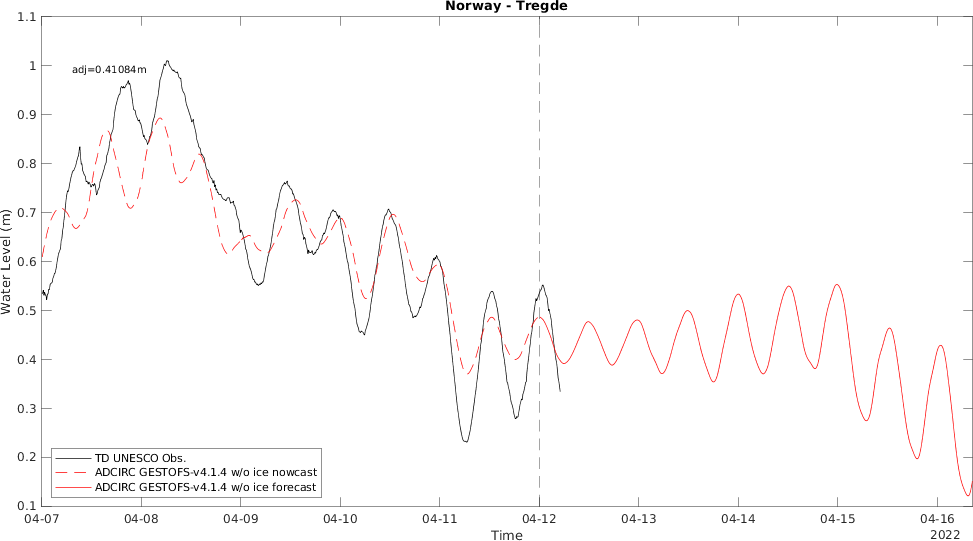 Norway - Tregde
1.1
1
0.9
0.8
0.7
0.6
0.5
0.4
0.3
0.2
0.1
Water Level (m)
adj=0.41084m
TD UNESCO Obs.
ADCIRC GESTOFS-v4.1.4 w/o ice nowcast
ADCIRC GESTOFS-v4.1.4 w/o ice forecast
04-07 04-08 04-09 04-10 04-11 04-12 04-13 04-14 04-15 04-16
Time
2022